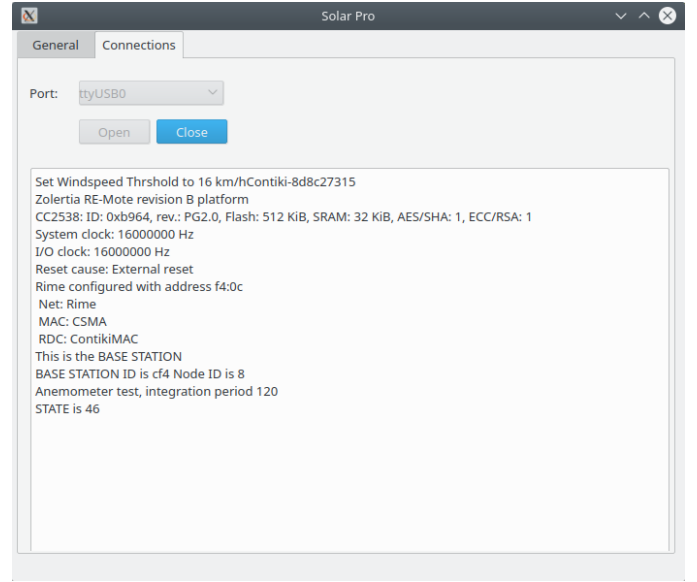 Solar Pro
General
Connections
Port:
ttyUSB0
Open
Close
Set Windspeed Thrshold to 16 km/hContiki-8d8c27315
Zolertia RE-Mote revision B platform
CC2538: ID: 0xb964, rev.: PG2.0, Flash: 512 KiB, SRAM: 32 KiB, AES/SHA: 1, ECC/RSA: 1
System clock: 16000000 Hz
I/O clock: 16000000 Hz
Reset cause: External reset
Rime configured with address f4:0c
Net: Rime
MAC: CSMA
RDC: ContikiMAC
This is the BASE STATION
BASE STATION ID is cf4 Node ID is 8
Anemometer test, integration period 120
STATE is 46